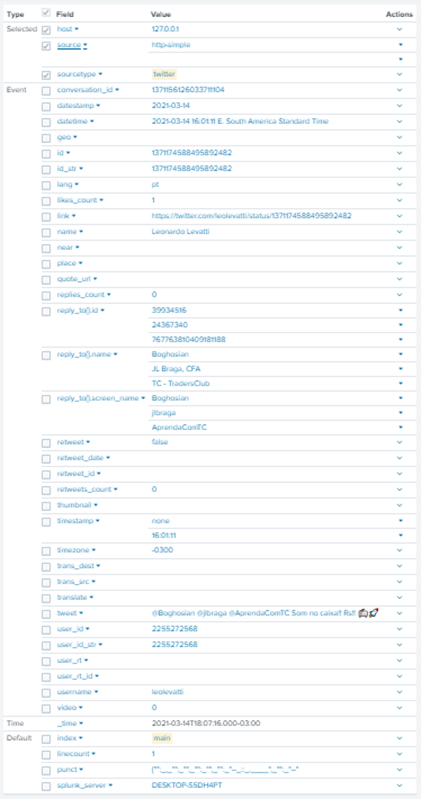 Type Field Value Actions
Selected host 127.0.0.1
source http-simple
sourcetype twitter
Event conversation_id 1371156126033711104
datestamp 2021-03-14
datetime 2021-03-14 16:01:11 E. South America Standard Time
geo
id 1371174588495892482
id_str 1371174588495892482
lang pt
likes_count 1
link https://twitter.com/leolevatti/status/1371174588495892482
name Leonardo Levatti
near
place
quote_url
replies_count 0
reply_to{}.id 39934516
24367340
767763810409181188
reply_to{}.name Boghosian
JL Braga, CFA
TC - TradersClub
reply_to{}.screen_name Boghosian
jlbraga
AprendaComTC
retweet false
retweet_date
retweet_id
retweets_count 0
thumbnail
timestamp none
16:01:11
timezone -0300
trans_dest
trans_src
translate
tweet @Boghosian @jlbraga @AprendaComTC Som no caixa!! Rs!!
user_id 2255272568
user_id_str 2255272568
user_rt
user_rt_id
username leolevatti
video 0
Time _time 2021-03-14T18:07:16.000-03:00
Default index main
linecount 1
punct
splunk_server DESKTOP-S5DH4PT